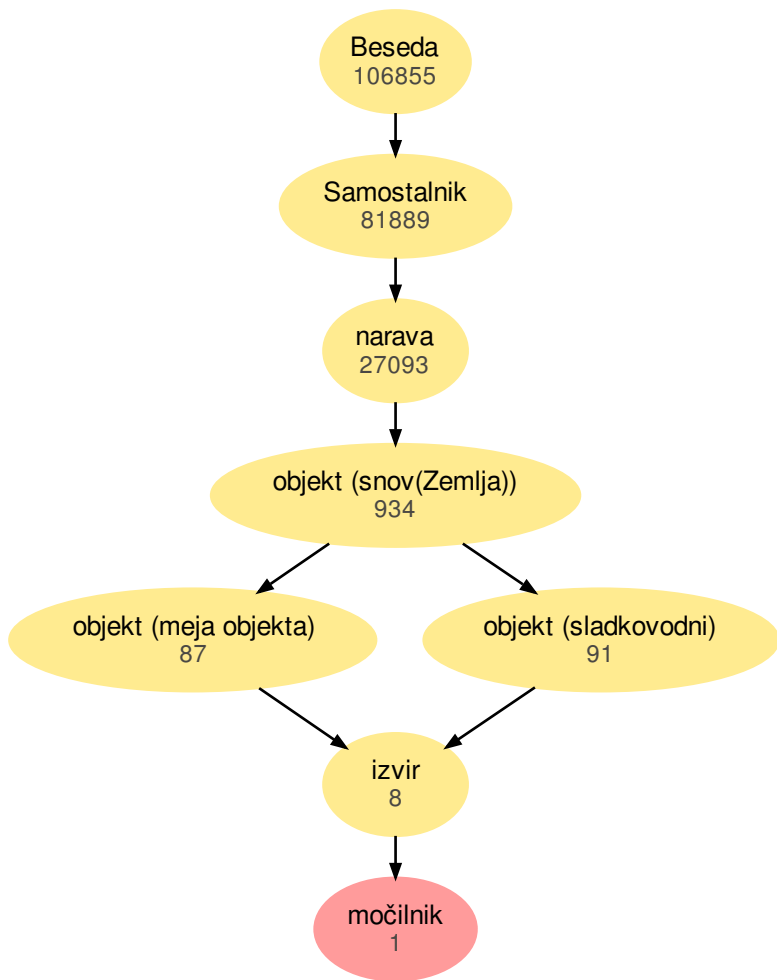 Beseda
106855
Samostalnik
81889
narava
27093
objekt (snov(Zemlja))
934
objekt (meja objekta)
87
objekt (sladkovodni)
91
izvir
8
močilnik
1